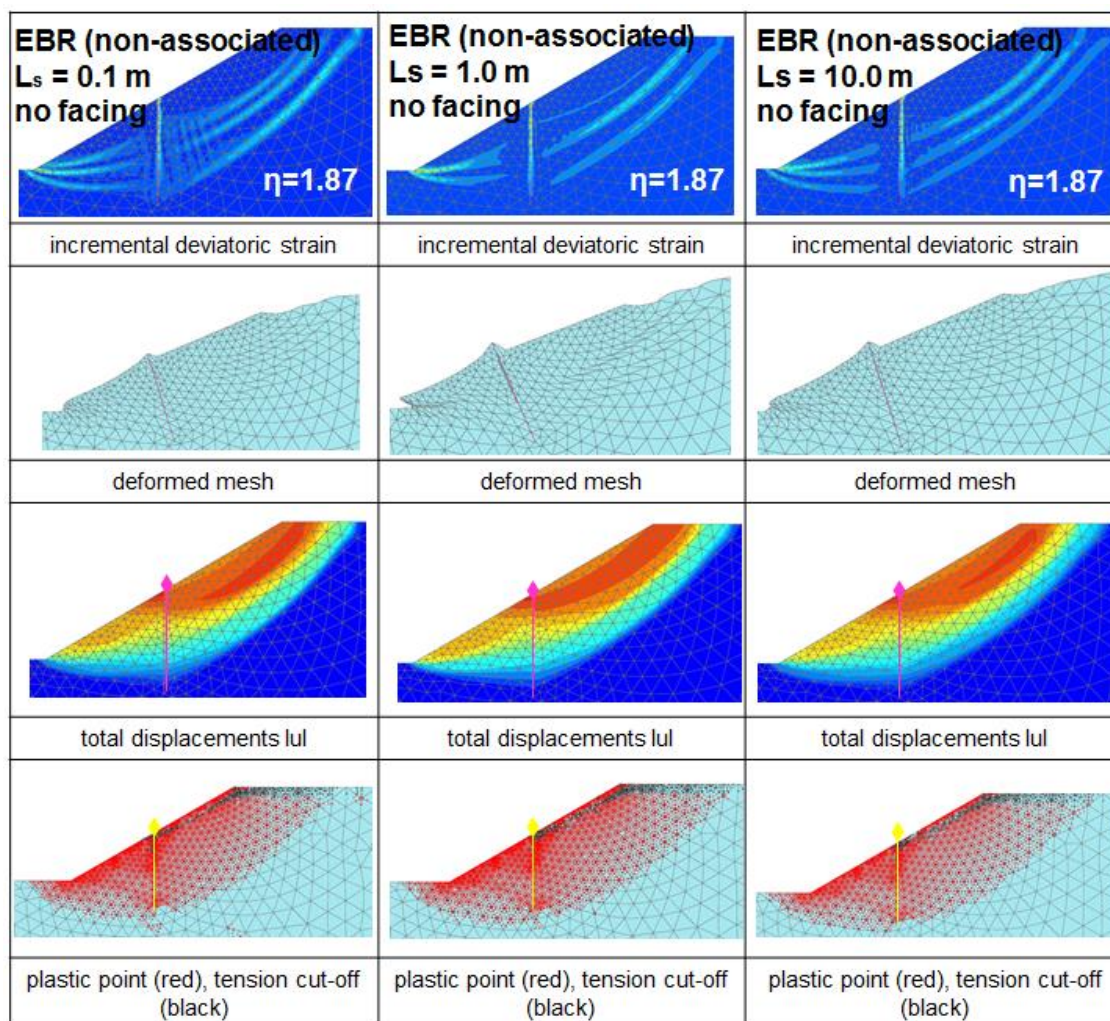 EBR (non-associated)
Ls = 0.1 m
no facing
η=1.87
EBR (non-associated)
Ls = 1.0 m
no facing
η=1.87
EBR (non-associated)
Ls = 10.0 m
no facing
η=1.87
incremental deviatoric strain
incremental deviatoric strain
incremental deviatoric strain
deformed mesh
deformed mesh
deformed mesh
total displacements lul
total displacements lul
total displacements lul
plastic point (red), tension cut-off
(black)
plastic point (red), tension cut-off
(black)
plastic point (red), tension cut-off
(black)